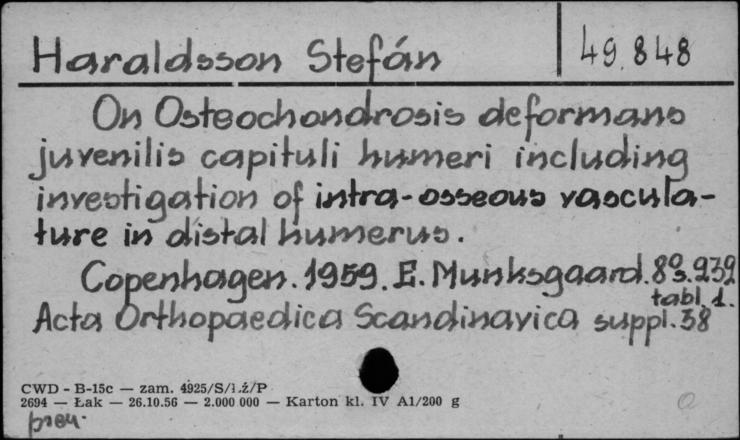 Haraldsson Stefán 49.848
On Osteochondrosis deformans
juvenilis capituli humeri including
investigation of intra-osseous vascula-
ture in distal humerus.
Copenhagen. 1959. E. Munksgaard. 8° s. 232
tabl. 1.
Acta Orthopaedica Scandinavica suppl. 38
CWD - B-15c — zam. 4925/S/1.ż/P
2694 — Łak — 26.10.56 — 2.000 000 — Karton kl. IV A1/200 g